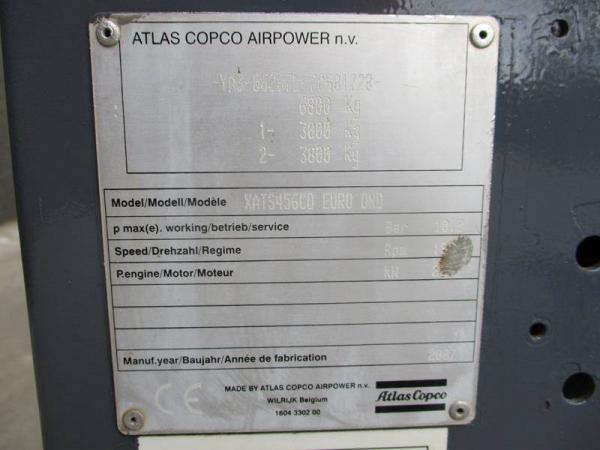 ATLAS COPCO AIRPOWER n.v.
6800 Kg
1- 3000 Kg
2- 3800 Kg
Model/Modell/Modèle XATS456CD EURO OND
p max(e). working/betrieb/service Bar
Speed/Drehzahl/Regime Rpm
P.engine/Motor/Moteur kW
Manuf.year/Baujahr/Année de fabrication 2007
CE
MADE BY ATLAS COPCO AIRPOWER n.v.
WILRIJK Belgium
1604 3302 00
Atlas Copco